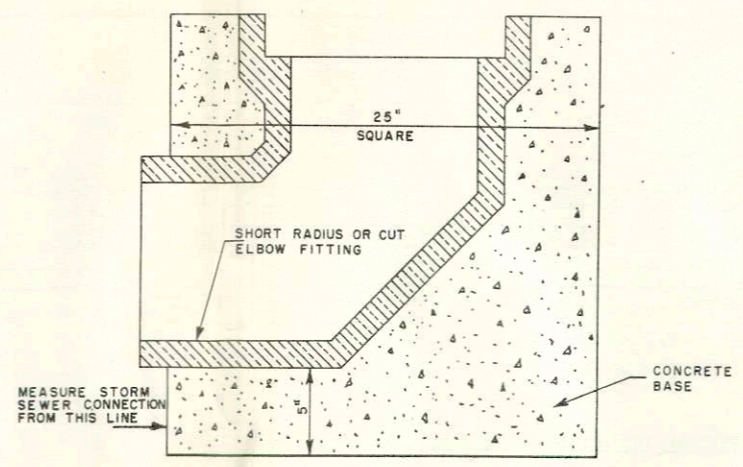 25"
SQUARE
SHORT RADIUS OR CUT
ELBOW FITTING
CONCRETE
BASE
MEASURE STORM
SEWER CONNECTION
FROM THIS LINE
5"